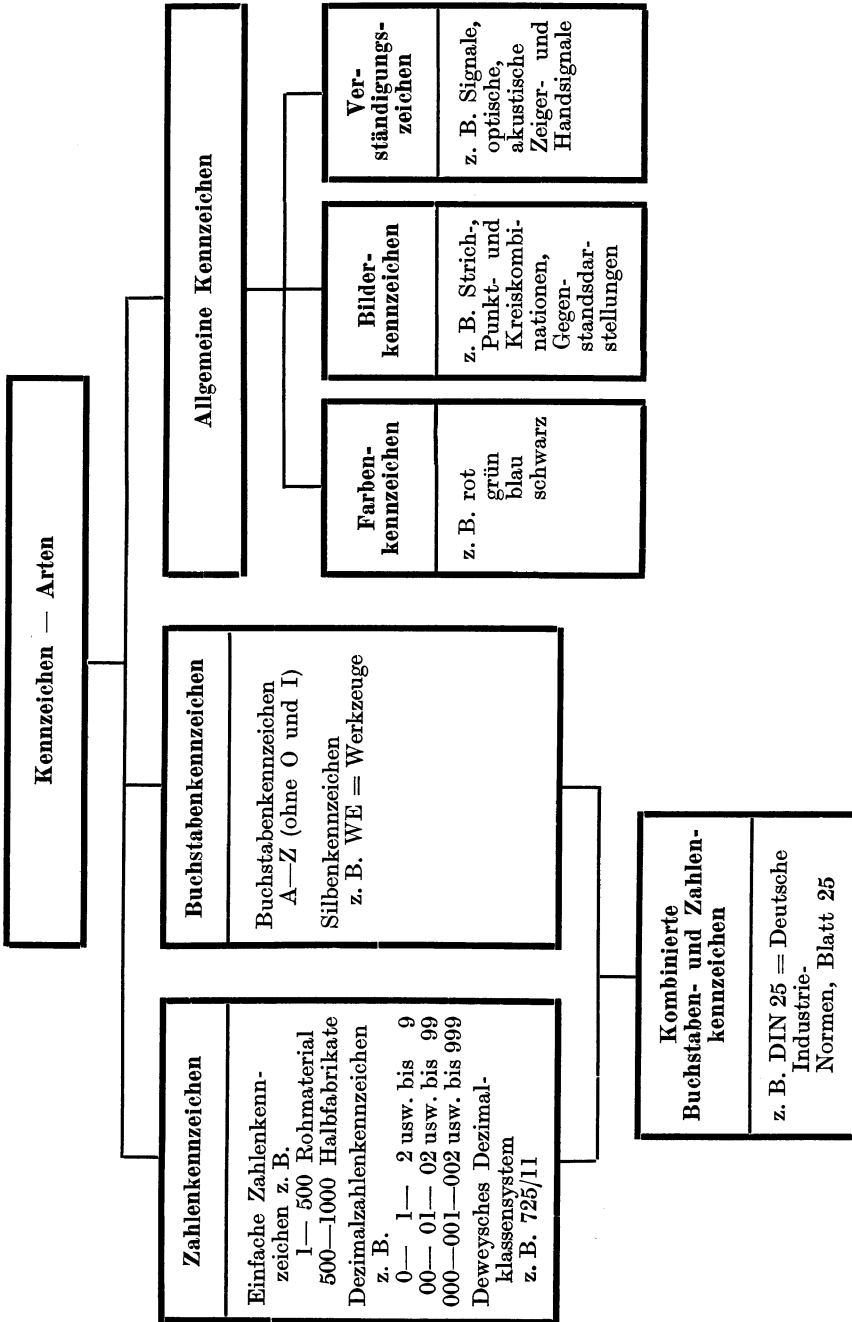 Kennzeichen — Arten
Zahlenkennzeichen
Einfache Zahlenkenn-
zeichen z. B.
1— 500 Rohmaterial
500—1000 Halbfabrikate
Dezimalzahlenkennzeichen
z. B.
0— 1— 2 usw. bis 9
00— 01— 02 usw. bis 99
000—001—002 usw. bis 999
Deweysches Dezimal-
klassensystem
z. B. 725/11
Buchstabenkennzeichen
Buchstabenkennzeichen
A—Z (ohne O und I)
Silbenkennzeichen
z. B. WE = Werkzeuge
Kombinierte
Buchstaben- und Zahlen-
kennzeichen
z. B. DIN 25 = Deutsche
Industrie-
Normen, Blatt 25
Allgemeine Kennzeichen
Farben-
kennzeichen
z. B. rot
grün
blau
schwarz
Bilder-
kennzeichen
z. B. Strich-,
Punkt- und
Kreiskombi-
nationen,
Gegen-
standsdar-
stellungen
Ver-
ständigungs-
zeichen
z. B. Signale,
optische,
akustische
Zeiger- und
Handsignale